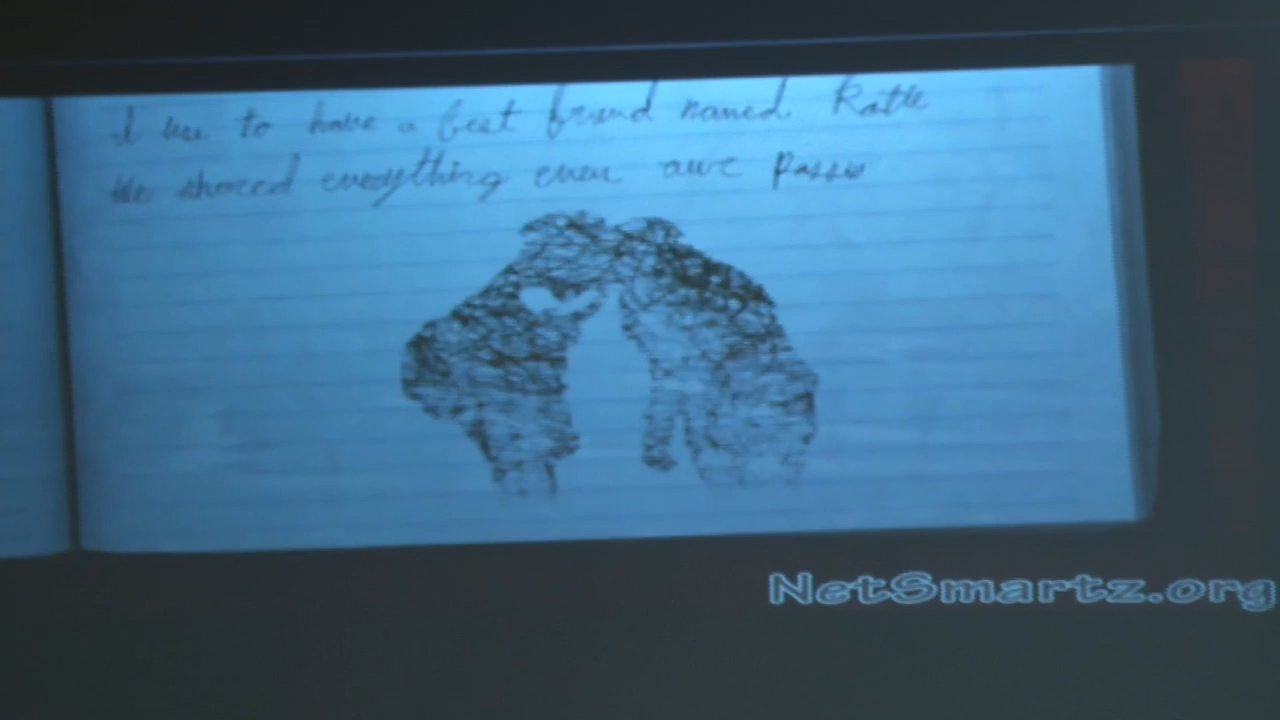 I use to have a best friend named Katie
We shared everything even our Passw
NetSmartz.org